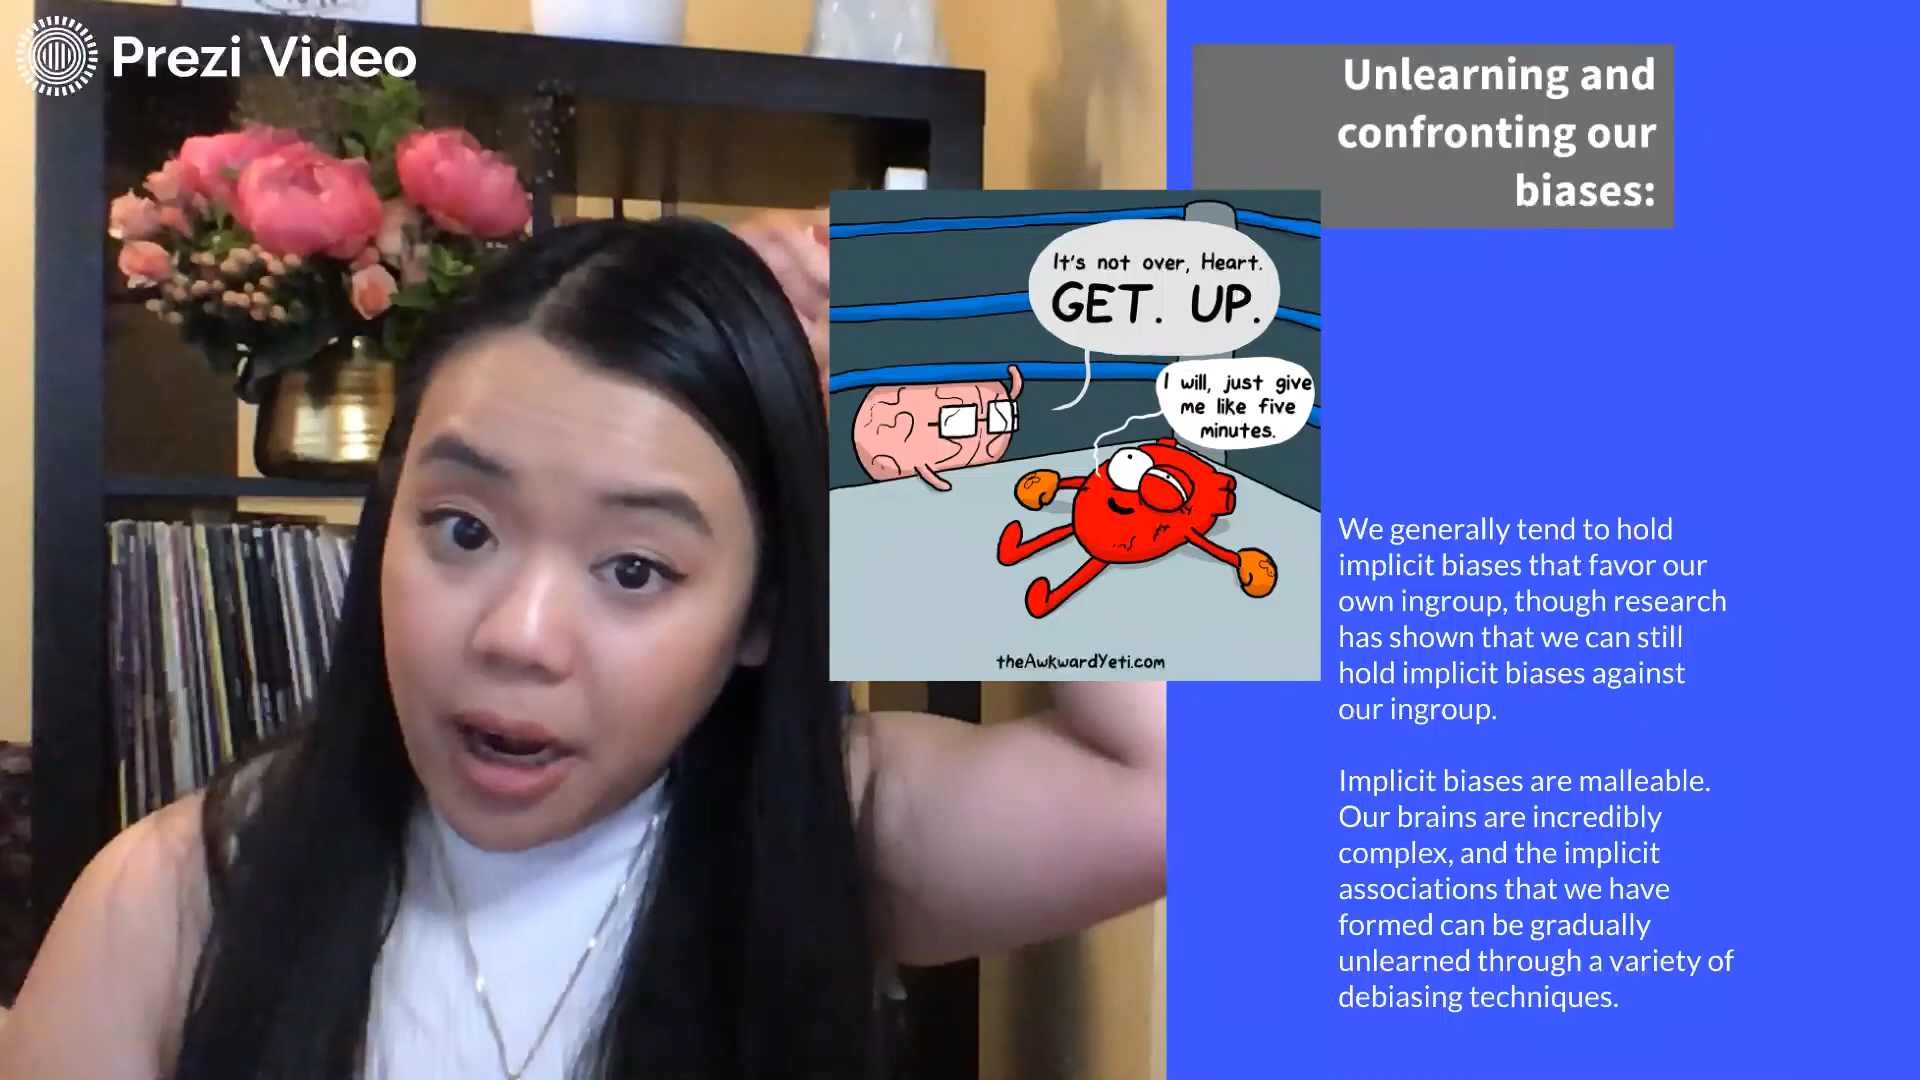 Prezi Video
Unlearning and
confronting our
biases:
It's not over, Heart.
GET. UP.
I will, just give
me like five
minutes.
theAwkwardYeti.com
We generally tend to hold
implicit biases that favor our
own ingroup, though research
has shown that we can still
hold implicit biases against
our ingroup.
Implicit biases are malleable.
Our brains are incredibly
complex, and the implicit
associations that we have
formed can be gradually
unlearned through a variety of
debiasing techniques.